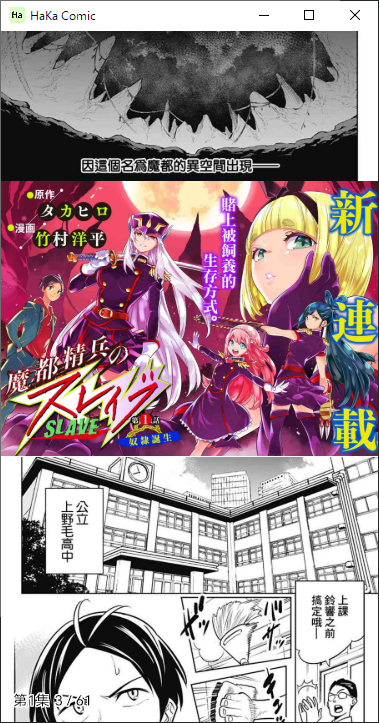 Ha HaKa Comic
因這個名為魔都的異空間出現——
●原作
タカヒロ
●漫画
竹村洋平
賭上被飼養的
生存方式。
新連載
魔都精兵の
スレイブ
SLAVE
第1話
奴隸誕生
公立
上野毛高中
上課
鈴響之前
搞定哦—
第1集 3 / 61